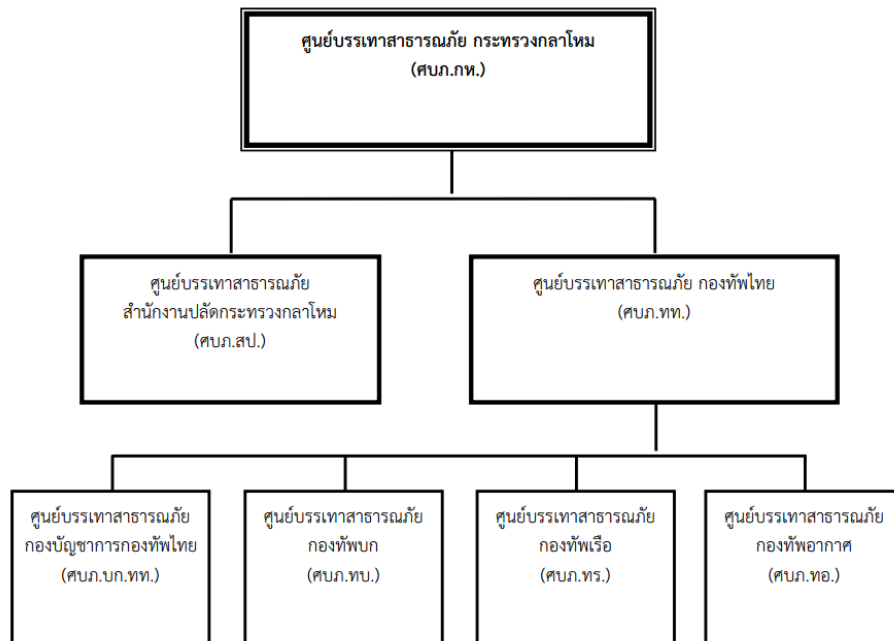 ศูนย์บรรเทาสาธารณภัย กระทรวงกลาโหม
(ศบภ.กห.)
ศูนย์บรรเทาสาธารณภัย
สำนักงานปลัดกระทรวงกลาโหม
(ศบภ.สป.)
ศูนย์บรรเทาสาธารณภัย กองทัพไทย
(ศบภ.ทท.)
ศูนย์บรรเทาสาธารณภัย
กองบัญชาการกองทัพไทย
(ศบภ.บก.ทท.)
ศูนย์บรรเทาสาธารณภัย
กองทัพบก
(ศบภ.ทบ.)
ศูนย์บรรเทาสาธารณภัย
กองทัพเรือ
(ศบภ.ทร.)
ศูนย์บรรเทาสาธารณภัย
กองทัพอากาศ
(ศบภ.ทอ.)